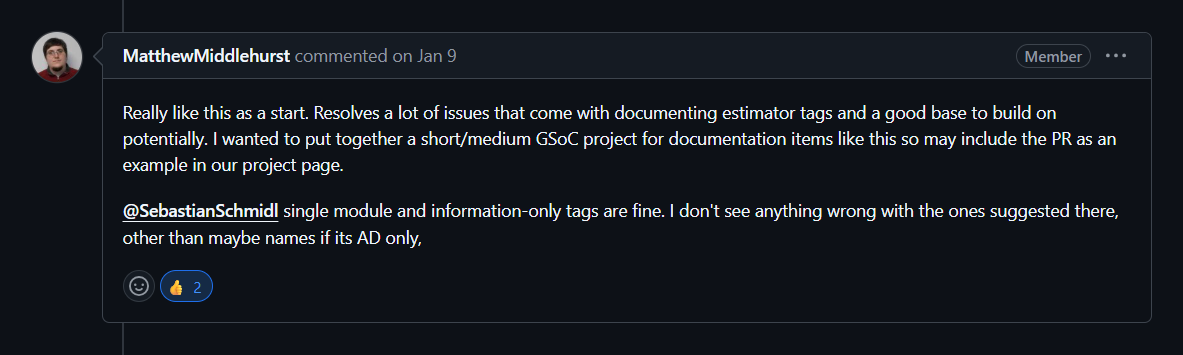 MatthewMiddlehurst commented on Jan 9
Member
Really like this as a start. Resolves a lot of issues that come with documenting estimator tags and a good base to build on
potentially. I wanted to put together a short/medium GSoC project for documentation items like this so may include the PR as an
example in our project page.
@SebastianSchmidl single module and information-only tags are fine. I don't see anything wrong with the ones suggested there,
other than maybe names if its AD only,
2